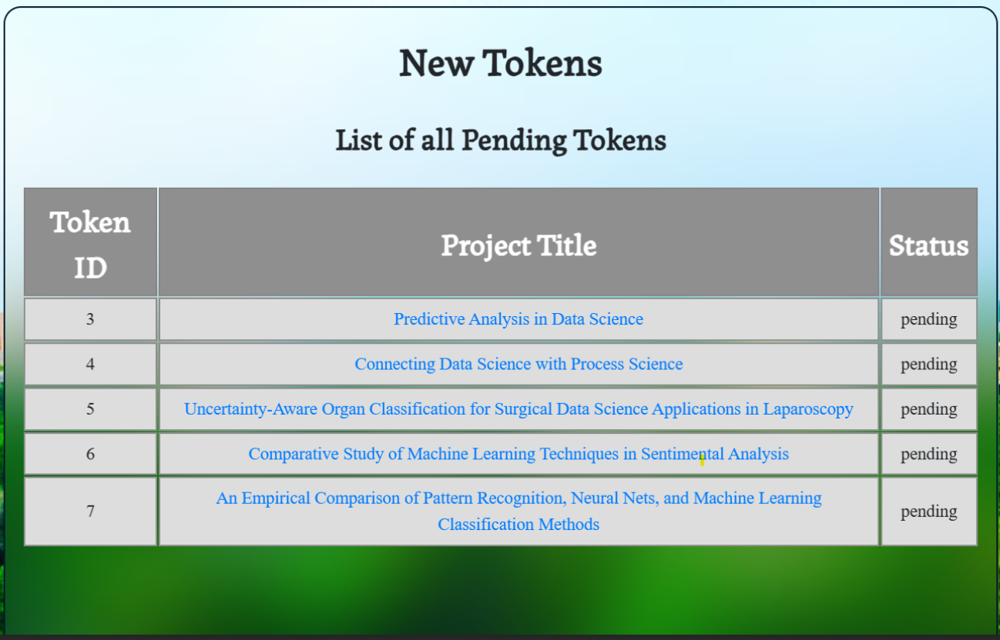 New Tokens
List of all Pending Tokens
Token
ID
Project Title
Status
3 Predictive Analysis in Data Science pending
4 Connecting Data Science with Process Science pending
5 Uncertainty-Aware Organ Classification for Surgical Data Science Applications in Laparoscopy pending
6 Comparative Study of Machine Learning Techniques in Sentimental Analysis pending
7 An Empirical Comparison of Pattern Recognition, Neural Nets, and Machine Learning
Classification Methods pending